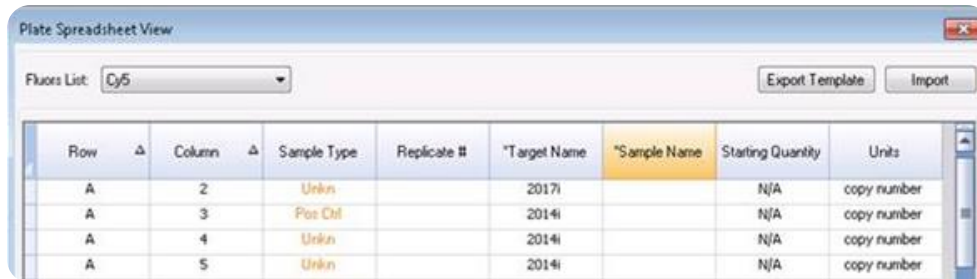 Plate Spreadsheet View
Fluors List: Cy5 Export Template Import
Row Column Sample Type Replicate # *Target Name *Sample Name Starting Quantity Units
A 2 Unkn 2017i N/A copy number
A 3 Pos Ctrl 2014i N/A copy number
A 4 Unkn 2014i N/A copy number
A 5 Unkn 2014i N/A copy number